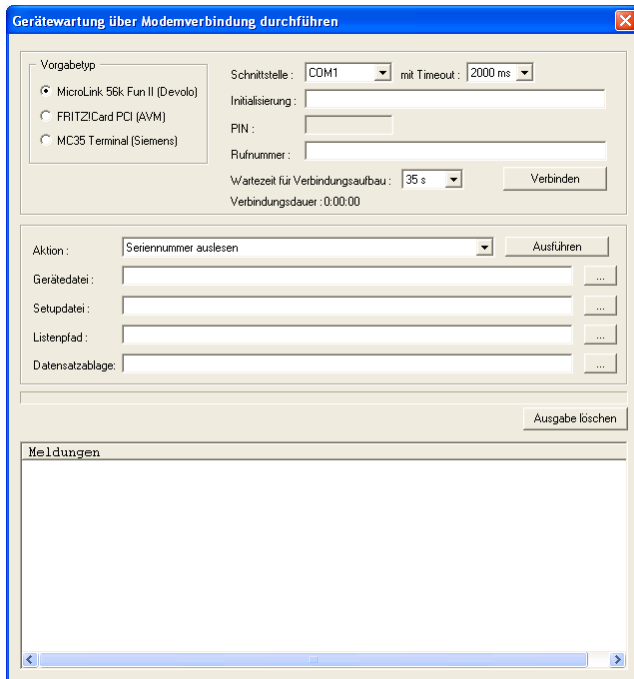 Gerätewartung über Modemverbindung durchführen
Vorgabetyp
MicroLink 56k Fun II (Devolo)
FRITZ!Card PCI (AVM)
MC35 Terminal (Siemens)
Schnittstelle : COM1 mit Timeout : 2000 ms
Initialisierung :
PIN :
Rufnummer :
Wartezeit für Verbindungsaufbau : 35 s Verbinden
Verbindungsdauer : 0:00:00
Aktion : Seriennummer auslesen Ausführen
Gerätedatei : ...
Setupdatei : ...
Listenpfad : ...
Datensatzablage: ...
Ausgabe löschen
Meldungen